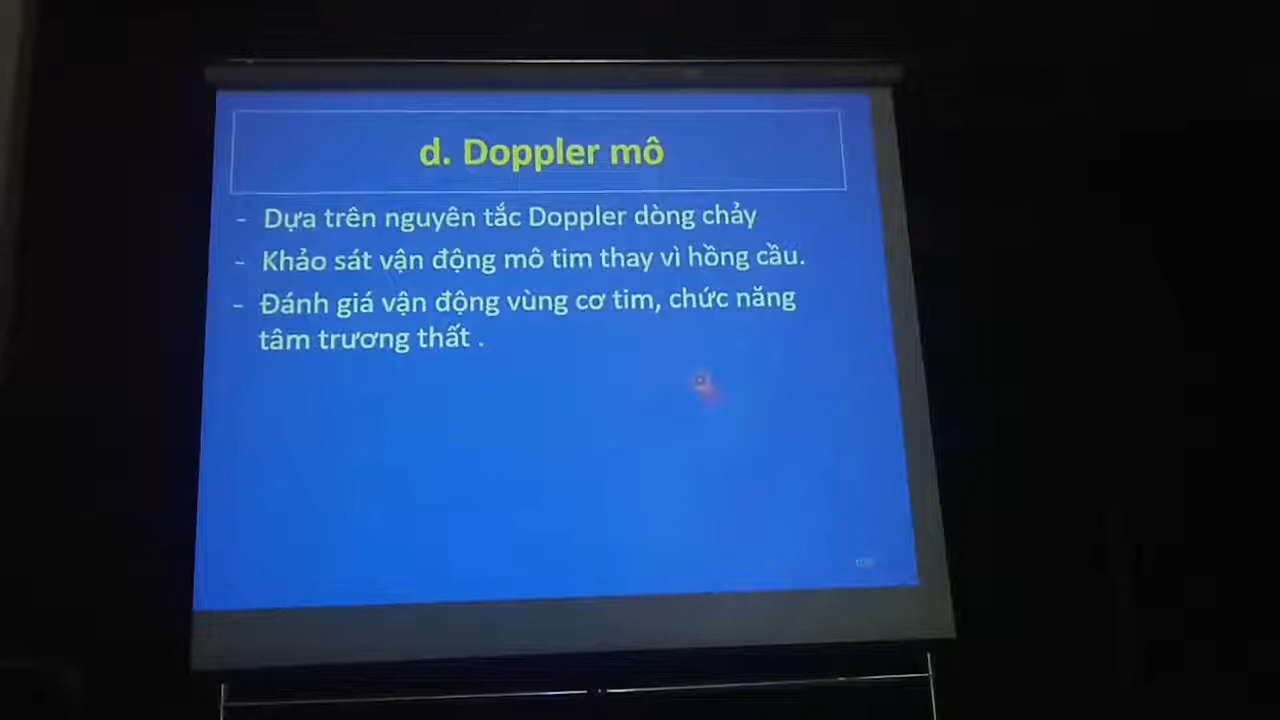 d. Doppler mô
- Dựa trên nguyên tắc Doppler dòng chảy
- Khảo sát vận động mô tim thay vì hồng cầu.
- Đánh giá vận động vùng cơ tim, chức năng
tâm trương thất .